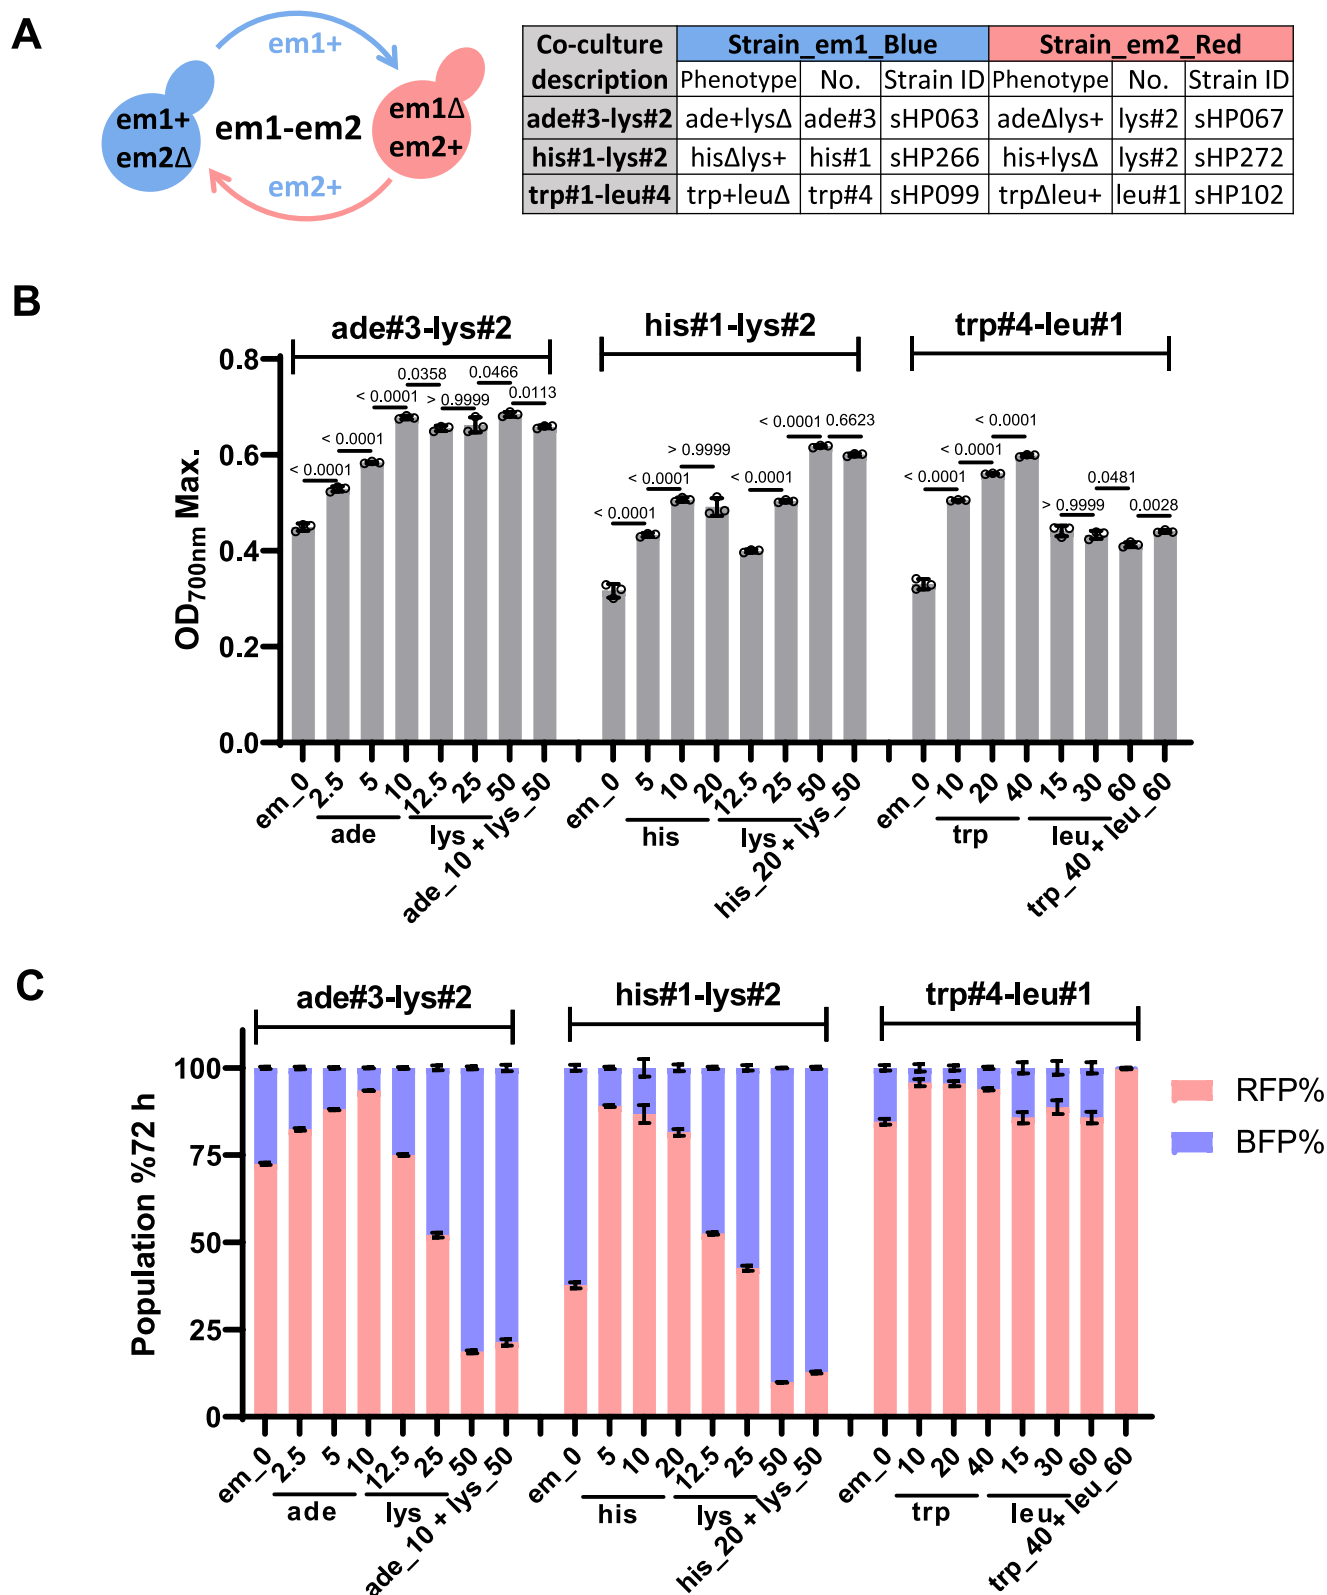 A
em1+
em1+
em2Δ
em1-em2
em1Δ
em2+
em2+
Co-culture description | Strain_em1_Blue | Strain_em2_Red
Phenotype | No. | Strain ID | Phenotype | No. | Strain ID
ade#3-lys#2 | ade+lysΔ | ade#3 | sHP063 | adeΔlys+ | lys#2 | sHP067
his#1-lys#2 | hisΔlys+ | his#1 | sHP266 | his+lysΔ | lys#2 | sHP272
trp#1-leu#4 | trp+leuΔ | trp#4 | sHP099 | trpΔleu+ | leu#1 | sHP102
B
ade#3-lys#2 his#1-lys#2 trp#4-leu#1
OD700nm Max.
0.8
0.6
0.4
0.2
0.0
< 0.0001
< 0.0001
< 0.0001
0.0358
> 0.9999
0.0466
0.0113
< 0.0001
< 0.0001
> 0.9999
< 0.0001
< 0.0001
0.6623
< 0.0001
< 0.0001
< 0.0001
> 0.9999
0.0481
0.0028
em_0 2.5 5 10 12.5 25 50 ade_10 + lys_50
ade lys
em_0 5 10 20 12.5 25 50 his_20 + lys_50
his lys
em_0 10 20 40 15 30 60 trp_40 + leu_60
trp leu
C
ade#3-lys#2 his#1-lys#2 trp#4-leu#1
Population %72 h
100
75
50
25
0
RFP%
BFP%
em_0 2.5 5 10 12.5 25 50 ade_10 + lys_50
ade lys
em_0 5 10 20 12.5 25 50 his_20 + lys_50
his lys
em_0 10 20 40 15 30 60 trp_40 + leu_60
trp leu